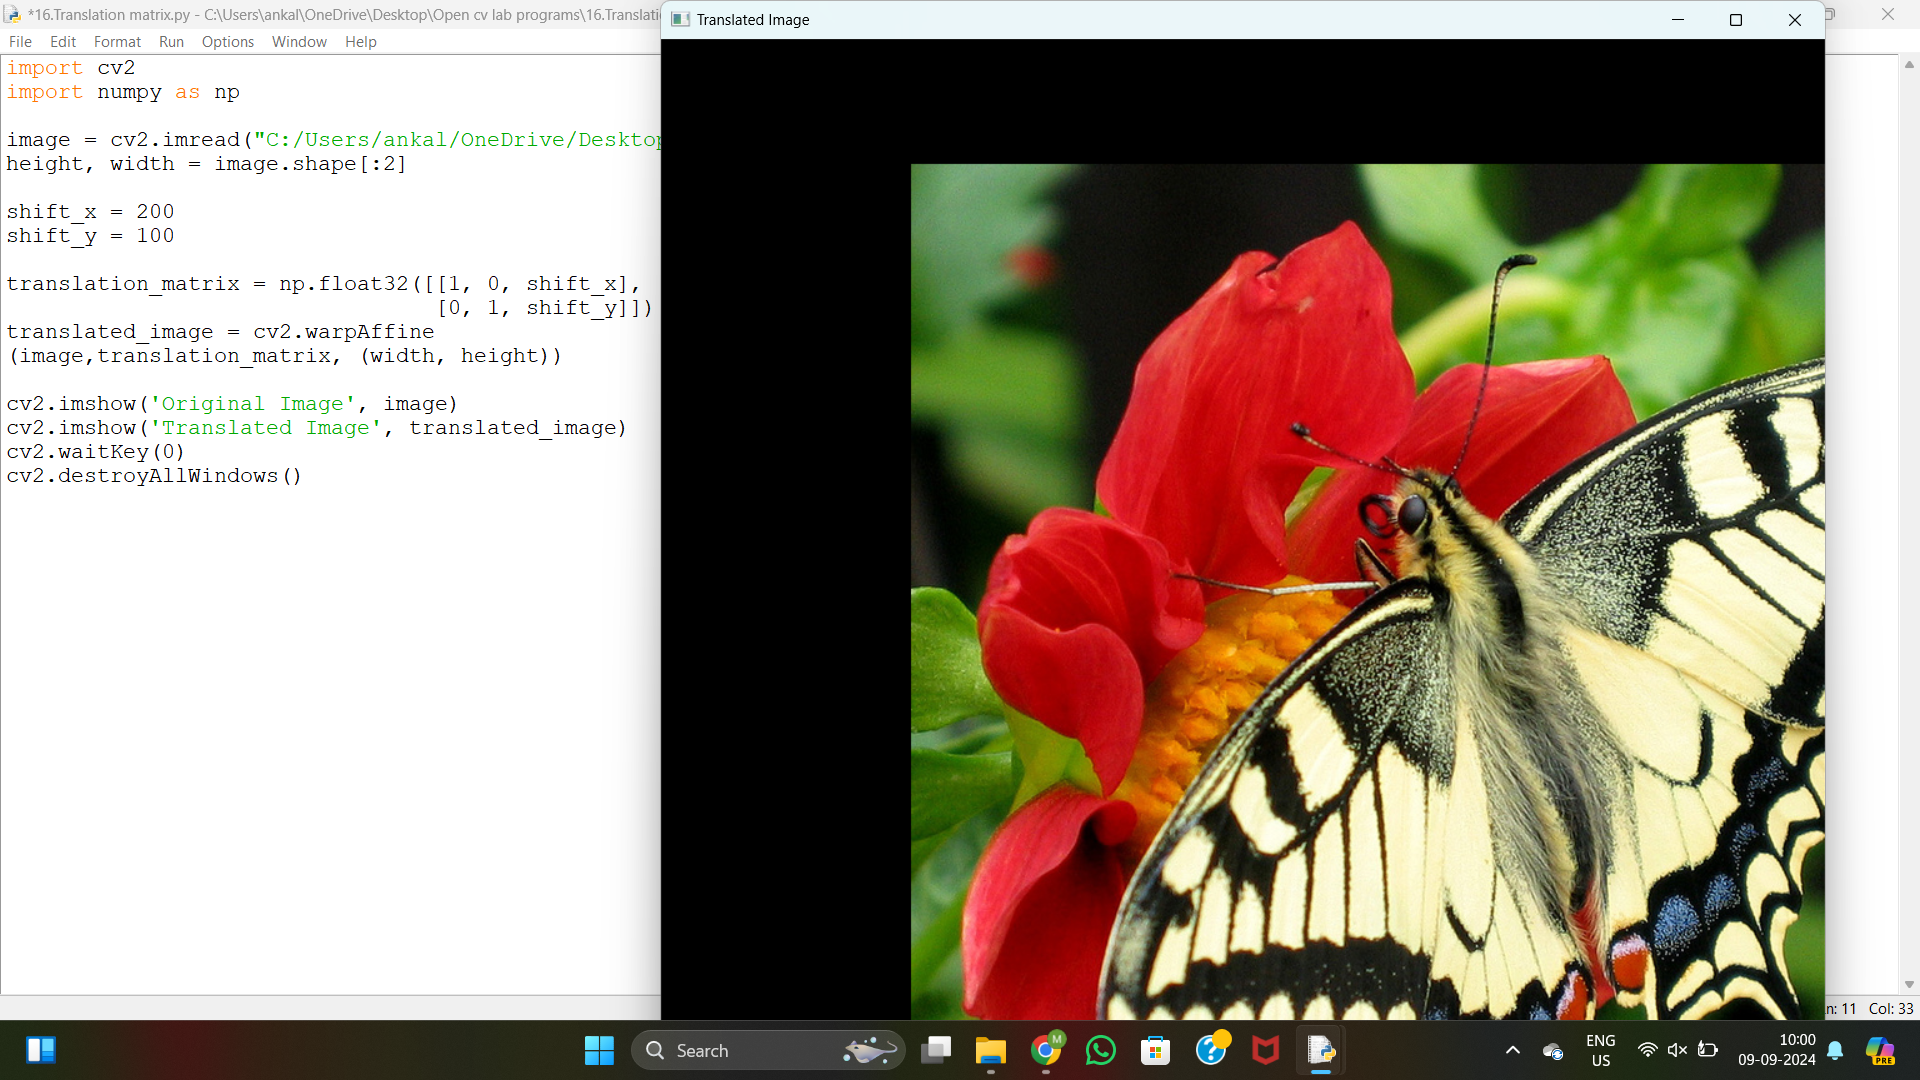 *16.Translation matrix.py - C:\Users\ankal\OneDrive\Desktop\Open cv lab programs\16.Translati
File Edit Format Run Options Window Help
import cv2
import numpy as np
image = cv2.imread("C:/Users/ankal/OneDrive/Desktop
height, width = image.shape[:2]
shift_x = 200
shift_y = 100
translation_matrix = np.float32([[1, 0, shift_x],
[0, 1, shift_y]])
translated_image = cv2.warpAffine
(image,translation_matrix, (width, height))
cv2.imshow('Original Image', image)
cv2.imshow('Translated Image', translated_image)
cv2.waitKey(0)
cv2.destroyAllWindows()
Translated Image
n: 11 Col: 33
Search
M
ENG
US
10:00
09-09-2024
PRE